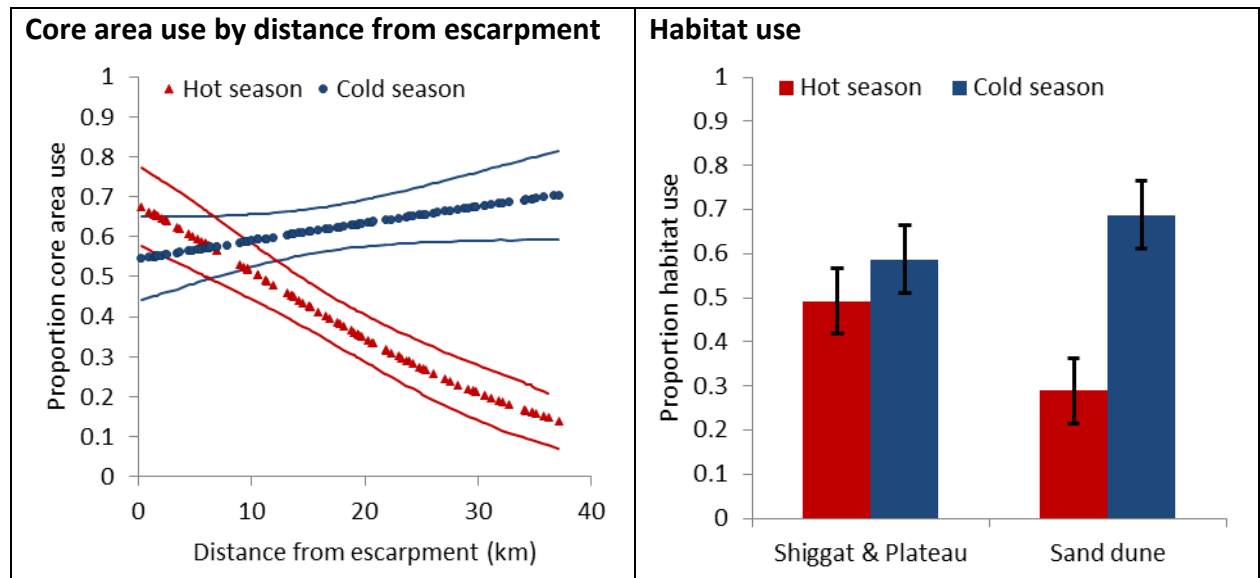 Core area use by distance from escarpment
Hot season Cold season
Proportion core area use
1
0.9
0.8
0.7
0.6
0.5
0.4
0.3
0.2
0.1
0
0 10 20 30 40
Distance from escarpment (km)
Habitat use
Hot season Cold season
Proportion habitat use
1
0.9
0.8
0.7
0.6
0.5
0.4
0.3
0.2
0.1
0
Shiggat & Plateau Sand dune